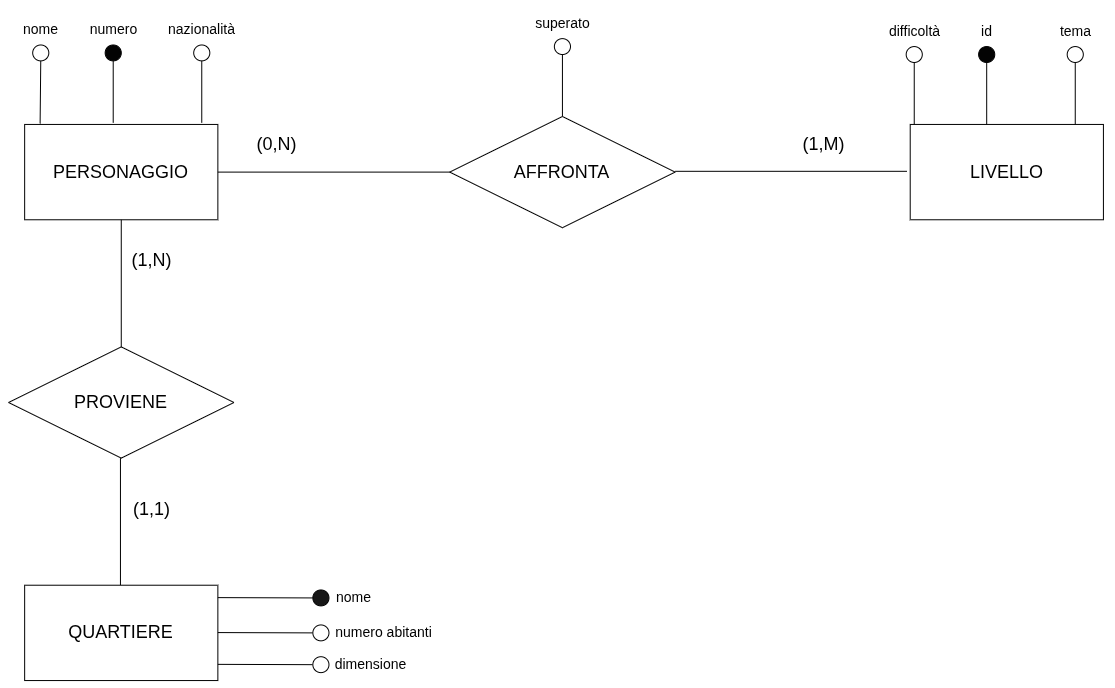 nome
numero
nazionalità
superato
difficoltà
id
tema
PERSONAGGIO
(0,N)
AFFRONTA
(1,M)
LIVELLO
(1,N)
PROVIENE
(1,1)
QUARTIERE
nome
numero abitanti
dimensione